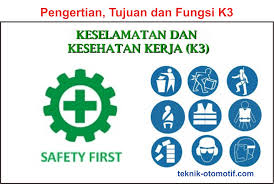 Pengertian, Tujuan dan Fungsi K3
KESELAMATAN DAN
KESEHATAN KERJA (K3)
SAFETY FIRST
teknik-otomotif.com